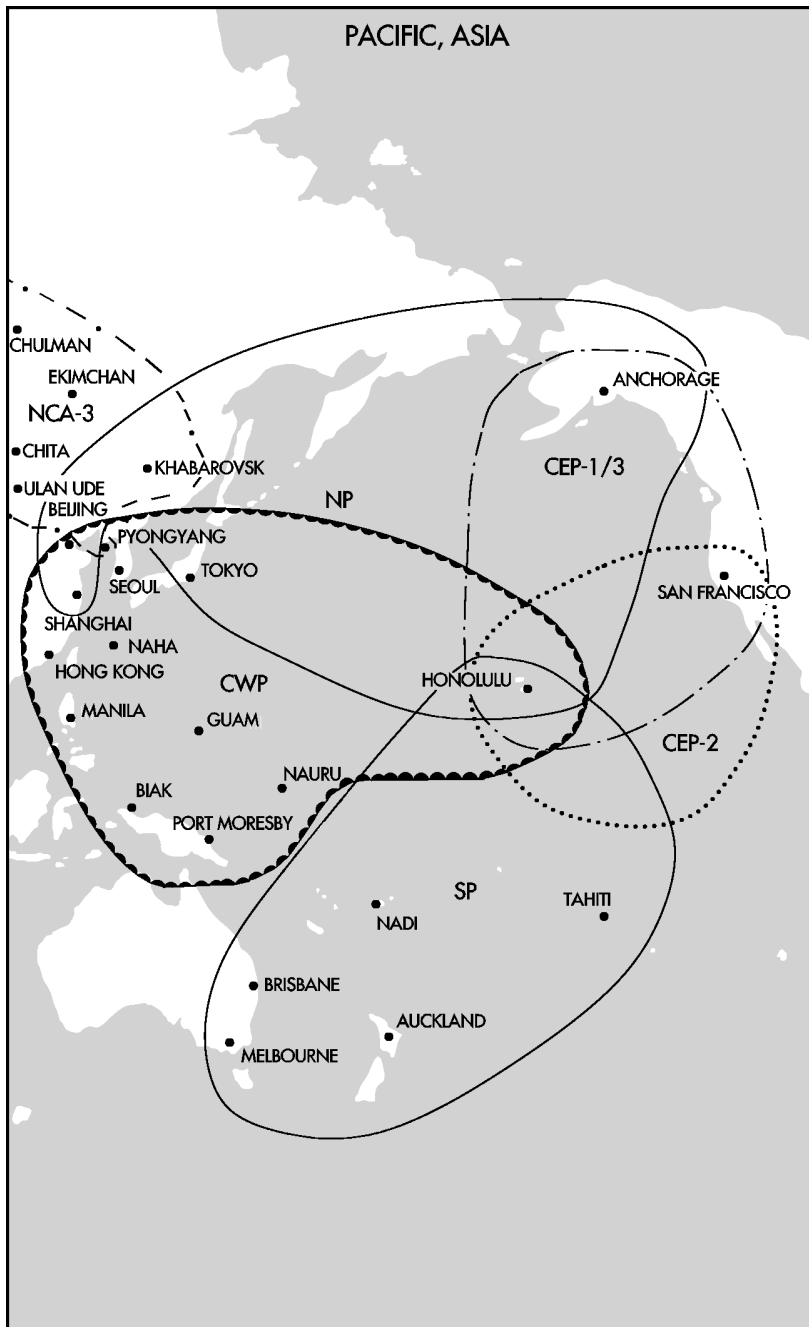 PACIFIC, ASIA
CHULMAN
EKIMCHAN
ANCHORAGE
NCA-3
CHITA
CEP-1/3
KHABAROVSK
ULAN UDE
NP
BEIJING
PYONGYANG
TOKYO
SEOUL
SAN FRANCISCO
SHANGHAI
NAHA
HONG KONG
HONOLULU
CWP
MANILA
GUAM
CEP-2
NAURU
BIAK
PORT MORESBY
SP
TAHITI
NADI
BRISBANE
AUCKLAND
MELBOURNE